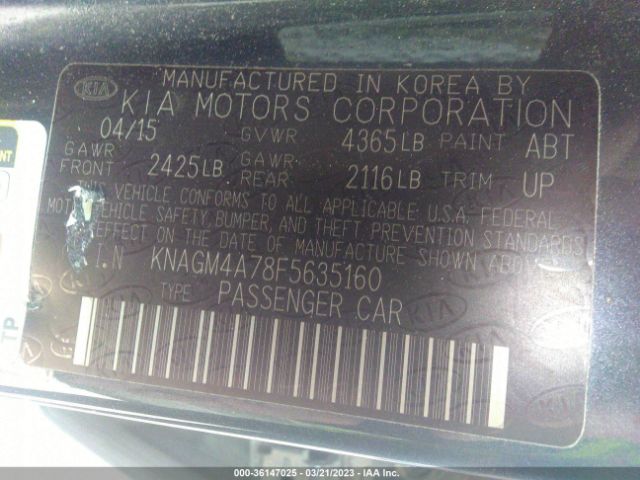 MANUFACTURED IN KOREA BY
KIA KIA MOTORS CORPORATION
04/15 GVWR 4365LB PAINT ABT
GAWR FRONT 2425LB GAWR REAR 2116LB TRIM UP
THIS VEHICLE CONFORMS TO ALL APPLICABLE U.S.A. FEDERAL
MOTOR VEHICLE SAFETY, BUMPER, AND THEFT PREVENTION STANDARDS
EFFECT ON THE DATE OF MANUFACTURE SHOWN ABO
I.N KNAGM4A78F5635160
TYPE PASSENGER CAR
TP
000-36147025 - 03/21/2023 - IAA Inc.